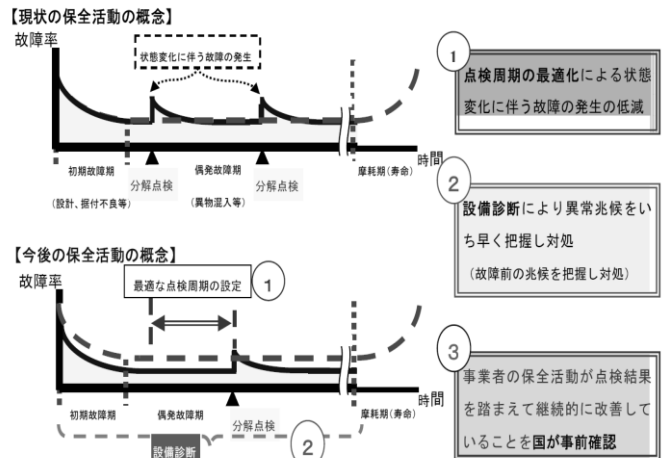 【現状の保全活動の概念】
故障率
状態変化に伴う故障の発生
時間
初期故障期
偶発故障期
摩耗期(寿命)
分解点検
分解点検
(設計、据付不良等)
(異物混入等)
【今後の保全活動の概念】
故障率
最適な点検周期の設定
1
時間
初期故障期
偶発故障期
摩耗期(寿命)
分解点検
設備診断
2
1
点検周期の最適化による状態
変化に伴う故障の発生の低減
2
設備診断により異常兆候をい
ち早く把握し対処
(故障前の兆候を把握し対処)
3
事業者の保全活動が点検結果
を踏まえて継続的に改善して
いることを国が事前確認